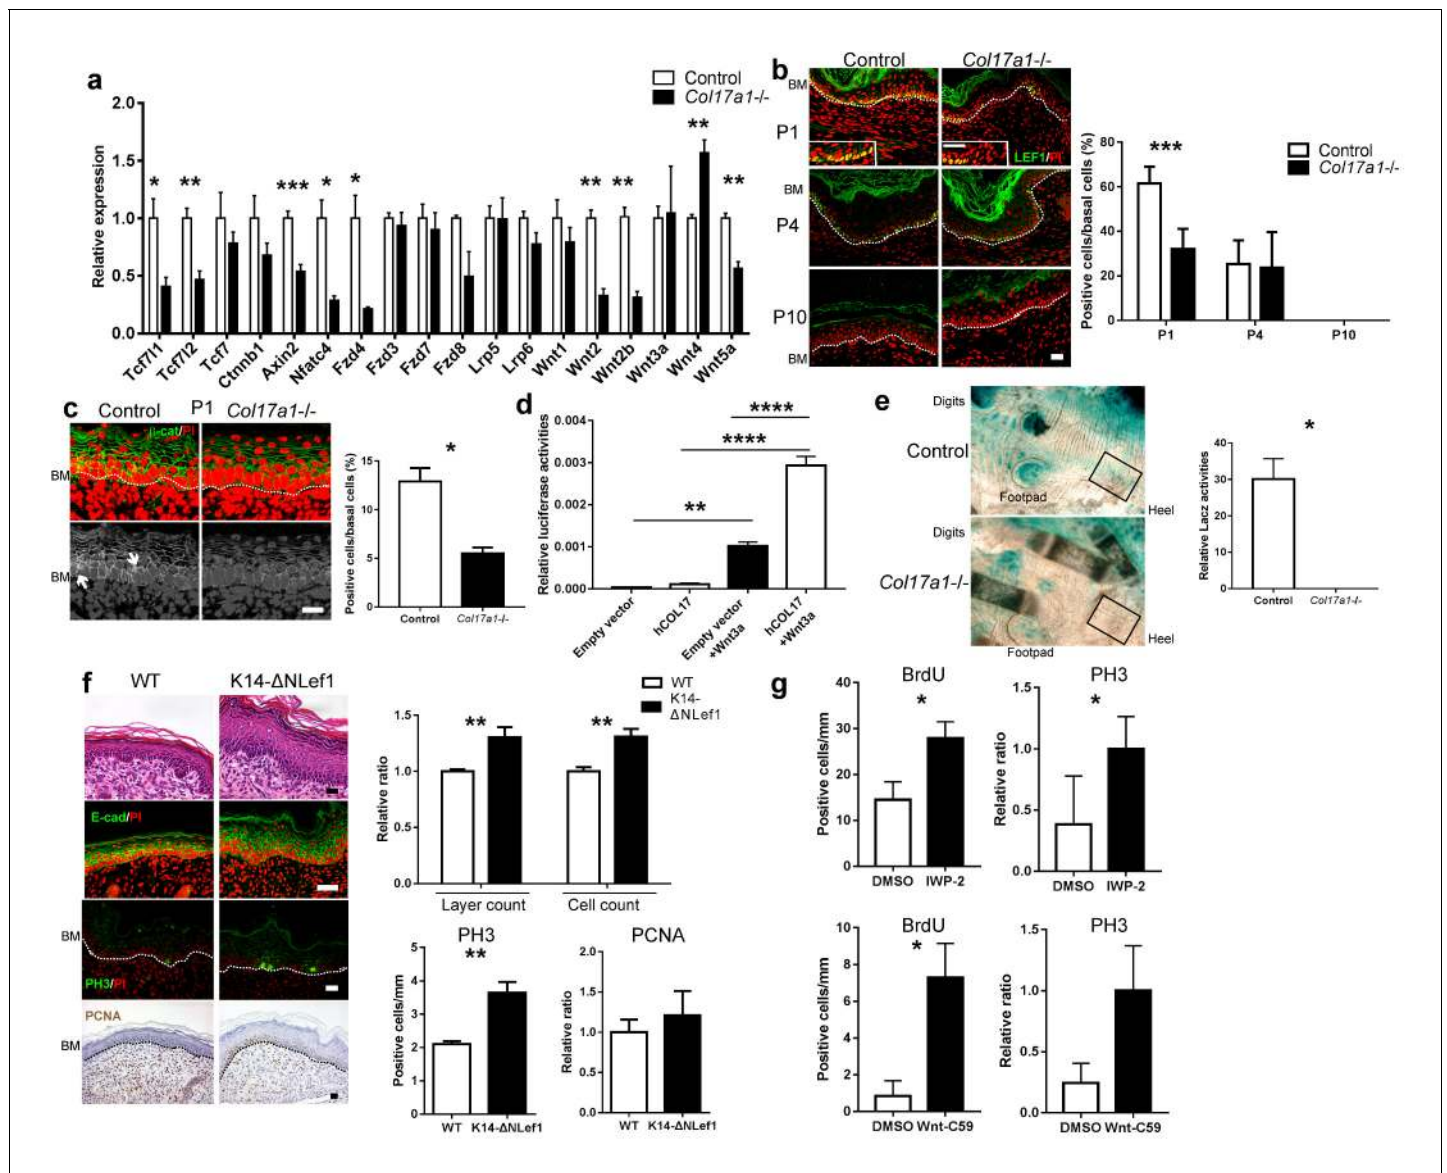 a
Control
Col17a1-/-
Relative expression
2.0
1.5
1.0
0.5
0.0
* ** *** * * ** ** ** **
Tcf7l1 Tcf7l2 Tcf7 Ctnnb1 Axin2 Nfatc4 Fzd4 Fzd3 Fzd7 Fzd8 Lrp5 Lrp6 Wnt1 Wnt2 Wnt2b Wnt3a Wnt4 Wnt5a
b
Control Col17a1-/-
BM
P1
LEF1/PI
BM
P4
P10
BM
Positive cells/basal cells (%)
80
60
40
20
0
***
Control
Col17a1-/-
P1 P4 P10
c
Control P1 Col17a1-/-
β-cat/PI
BM
BM
Positive cells/basal cells (%)
15
10
5
0
*
Control Col17a1-/-
d
Relative luciferase activities
0.004
0.003
0.002
0.001
0.000
****
****
**
Empty vector
hCOL17
Empty vector
+Wnt3a
hCOL17
+Wnt3a
e
Digits
Control
Footpad
Heel
Digits
Col17a1-/-
Heel
Footpad
Relative Lacz activities
40
30
20
10
0
*
Control Col17a1-/-
f
WT K14-ΔNLef1
E-cad/PI
BM
PH3/PI
PCNA
BM
WT
K14-
ΔNLef1
Relative ratio
1.5
1.0
0.5
0.0
** **
Layer count Cell count
PH3
**
Positive cells/mm
5
4
3
2
1
0
WT K14-ΔNLef1
PCNA
Relative ratio
2.0
1.5
1.0
0.5
0.0
WT K14-ΔNLef1
g
BrdU
*
Positive cells/mm
40
30
20
10
0
DMSO IWP-2
PH3
*
Relative ratio
1.5
1.0
0.5
0.0
DMSO IWP-2
BrdU
*
Positive cells/mm
8
6
4
2
0
DMSO Wnt-C59
PH3
Relative ratio
1.5
1.0
0.5
0.0
DMSO Wnt-C59